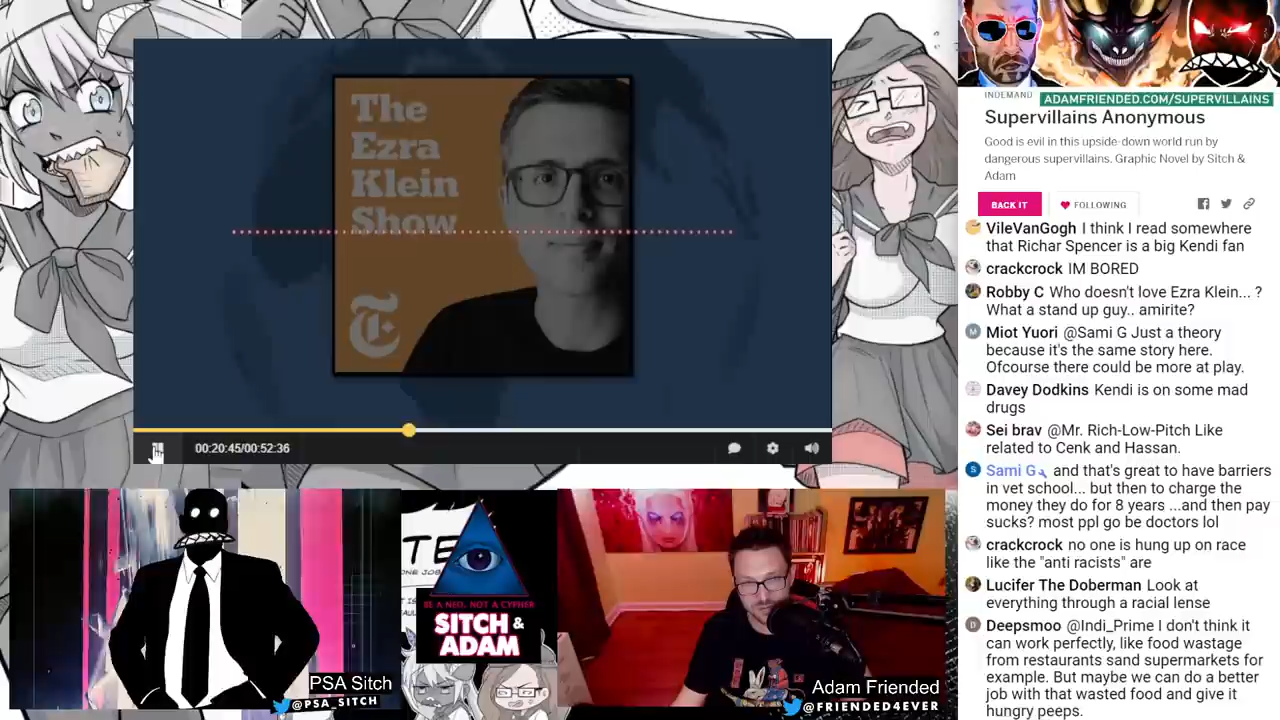 The
Ezra
Klein
Show
00:20:45/00:52:36
INDEMAND
ADAMFRIENDED.COM/SUPERVILLAINS
Supervillains Anonymous
Good is evil in this upside-down world run by
dangerous supervillains. Graphic Novel by Sitch &
Adam
BACK IT
FOLLOWING
VileVanGogh I think I read somewhere
that Richar Spencer is a big Kendi fan
crackcrock IM BORED
Robby C Who doesn't love Ezra Klein... ?
What a stand up guy.. amirite?
Miot Yuori @Sami G Just a theory
because it's the same story here.
Ofcourse there could be more at play.
Davey Dodkins Kendi is on some mad
drugs
Sei brav @Mr. Rich-Low-Pitch Like
related to Cenk and Hassan.
Sami G and that's great to have barriers
in vet school... but then to charge the
money they do for 8 years ...and then pay
sucks? most ppl go be doctors lol
crackcrock no one is hung up on race
like the "anti racists" are
Lucifer The Doberman Look at
everything through a racial lense
Deepsmoo @Indi_Prime I don't think it
can work perfectly, like food wastage
from restaurants sand supermarkets for
example. But maybe we can do a better
job with that wasted food and give it
hungry peeps.
BE A NEO, NOT A CYPHER
SITCH &
ADAM
PSA Sitch
@PSA_SITCH
Adam Friended
@FRIENDED4EVER